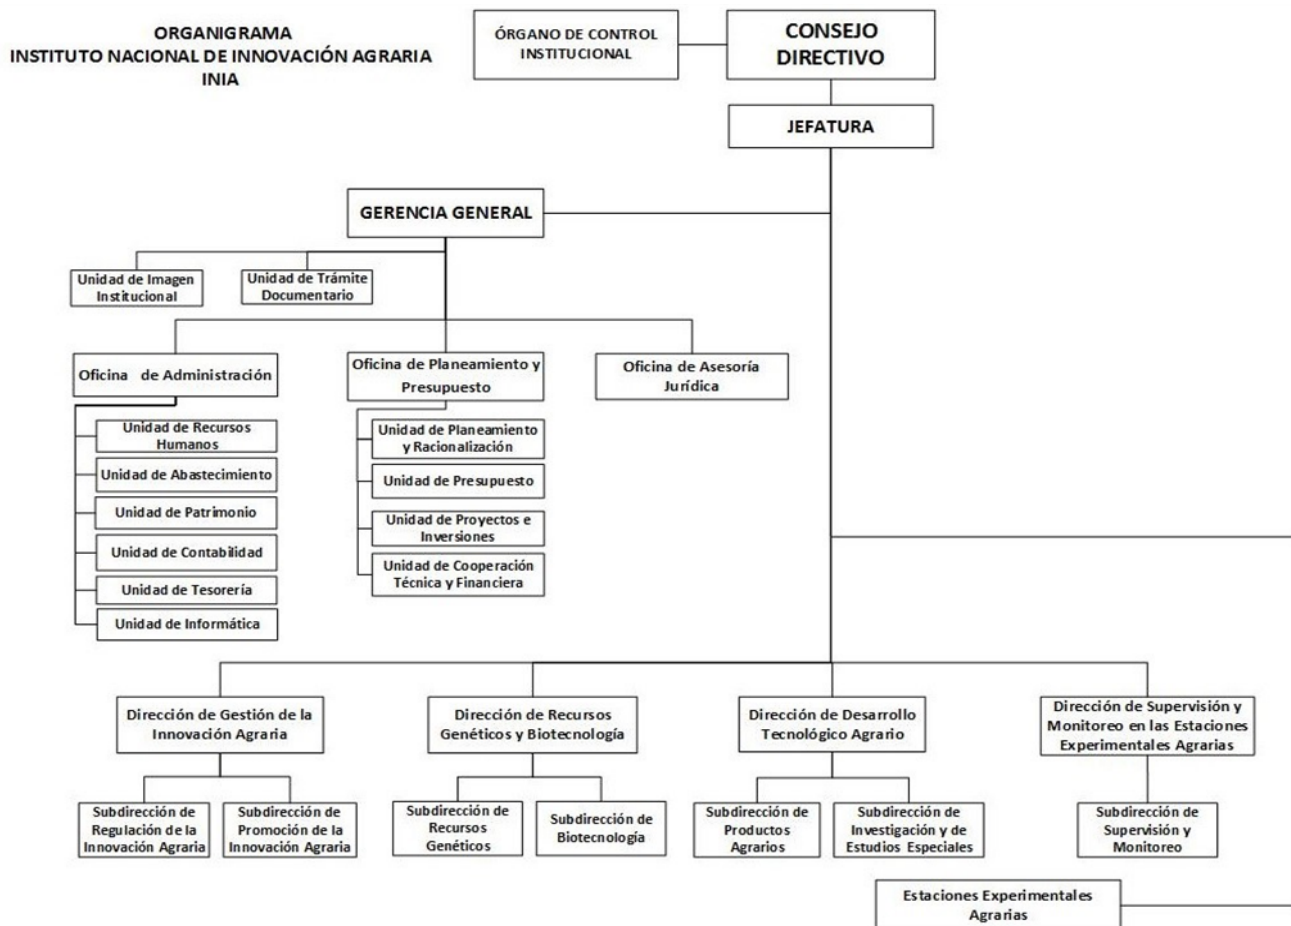 ORGANIGRAMA
INSTITUTO NACIONAL DE INNOVACIÓN AGRARIA
INIA
ÓRGANO DE CONTROL
INSTITUCIONAL
CONSEJO
DIRECTIVO
JEFATURA
GERENCIA GENERAL
Unidad de Imagen
Institucional
Unidad de Trámite
Documentario
Oficina de Administración
Oficina de Planeamiento y
Presupuesto
Oficina de Asesoría
Jurídica
Unidad de Recursos
Humanos
Unidad de Abastecimiento
Unidad de Patrimonio
Unidad de Contabilidad
Unidad de Tesorería
Unidad de Informática
Unidad de Planeamiento
y Racionalización
Unidad de Presupuesto
Unidad de Proyectos e
Inversiones
Unidad de Cooperación
Técnica y Financiera
Dirección de Gestión de la
Innovación Agraria
Dirección de Recursos
Genéticos y Biotecnología
Dirección de Desarrollo
Tecnológico Agrario
Dirección de Supervisión y
Monitoreo en las Estaciones
Experimentales Agrarias
Subdirección de
Regulación de la
Innovación Agraria
Subdirección de
Promoción de la
Innovación Agraria
Subdirección de
Recursos
Genéticos
Subdirección de
Biotecnología
Subdirección de
Productos
Agrarios
Subdirección de
Investigación y de
Estudios Especiales
Subdirección de
Supervisión y
Monitoreo
Estaciones Experimentales
Agrarias